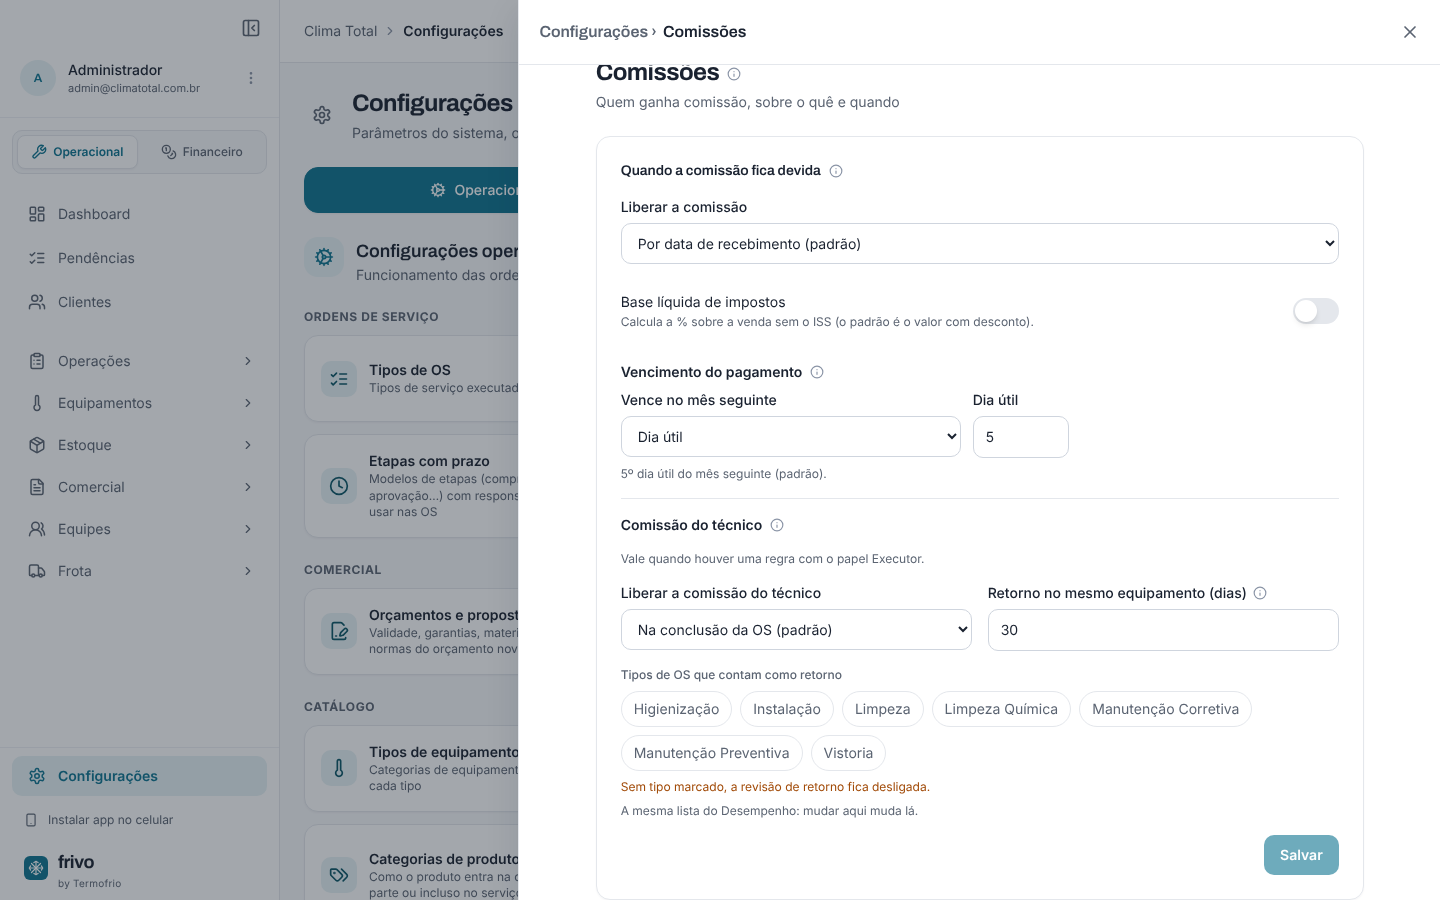 Administrador
admin@climatotal.com.br
A
Operacional
Financeiro
Dashboard
Pendências
Clientes
Operações
Equipamentos
Estoque
Comercial
Equipes
Frota
Configurações
Instalar app no celular
frivo
by Termofrio
Clima Total › Configurações
Configurações
Parâmetros do sistema, c
Operacion
Configurações oper
Funcionamento das orde
ORDENS DE SERVIÇO
Tipos de OS
Tipos de serviço executad
Etapas com prazo
Modelos de etapas (compr
aprovação...) com respons
usar nas OS
COMERCIAL
Orçamentos e propost
Validade, garantias, materi
normas do orçamento nov
CATÁLOGO
Tipos de equipamento
Categorias de equipament
cada tipo
Categorias de produto
Como o produto entra na c
parte ou incluso no serviço
Configurações › Comissões
Comissões
Quem ganha comissão, sobre o quê e quando
Quando a comissão fica devida
Liberar a comissão
Por data de recebimento (padrão)
Base líquida de impostos
Calcula a % sobre a venda sem o ISS (o padrão é o valor com desconto).
Vencimento do pagamento
Vence no mês seguinte
Dia útil
Dia útil
5
5º dia útil do mês seguinte (padrão).
Comissão do técnico
Vale quando houver uma regra com o papel Executor.
Liberar a comissão do técnico
Retorno no mesmo equipamento (dias)
Na conclusão da OS (padrão)
30
Tipos de OS que contam como retorno
Higienização
Instalação
Limpeza
Limpeza Química
Manutenção Corretiva
Manutenção Preventiva
Vistoria
Sem tipo marcado, a revisão de retorno fica desligada.
A mesma lista do Desempenho: mudar aqui muda lá.
Salvar